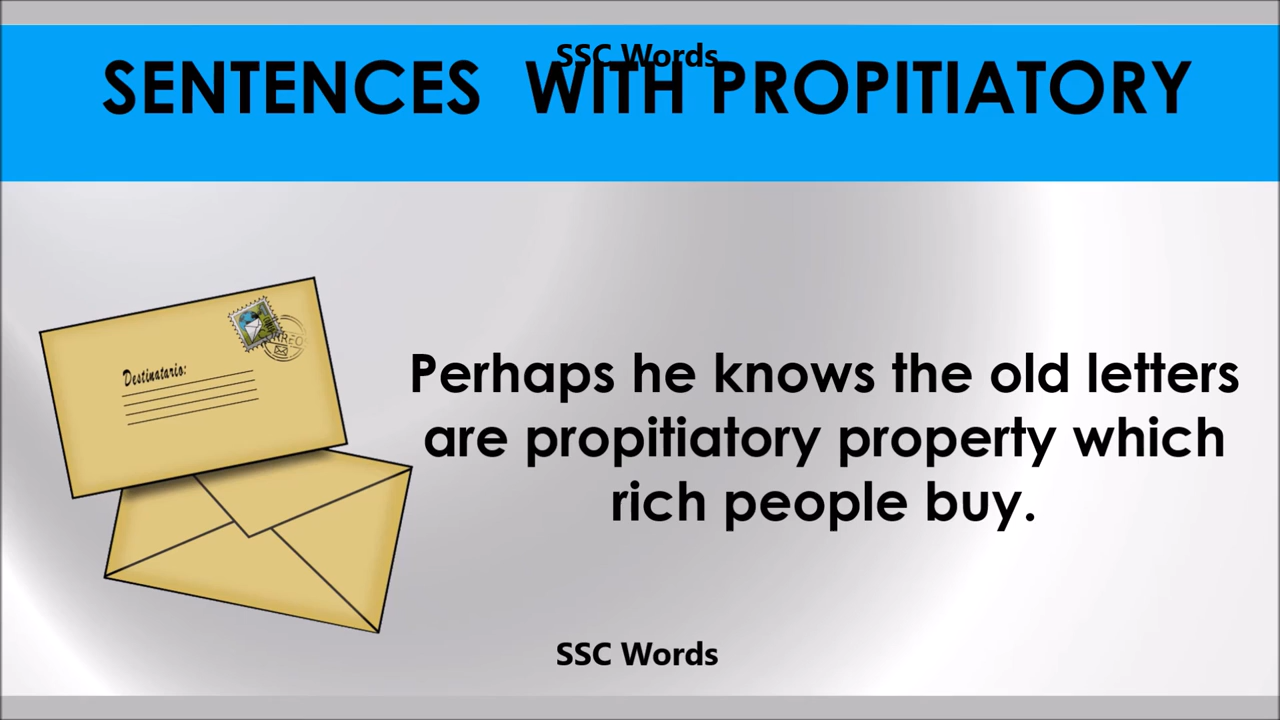 SSC Words
SENTENCES WITH PROPITIATORY
Destinatario:
Perhaps he knows the old letters
are propitiatory property which
rich people buy.
SSC Words